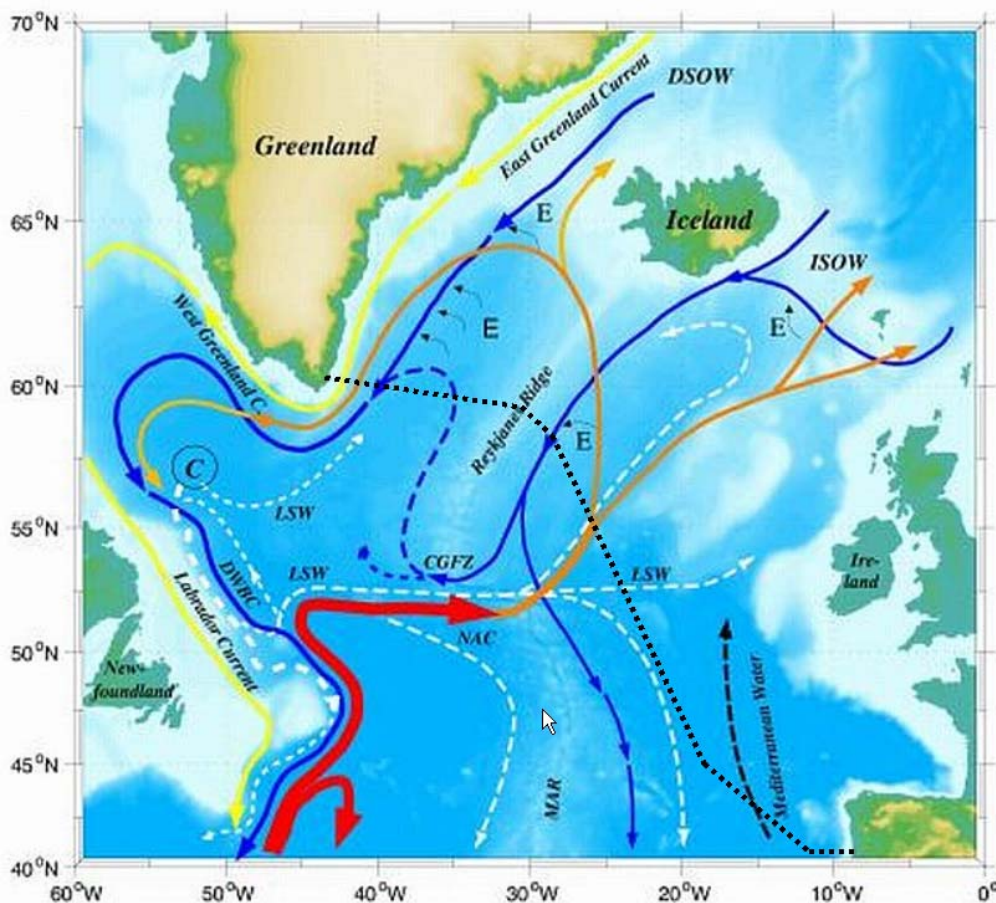 70°N
65°N
60°N
55°N
50°N
45°N
40°N
60°W
50°W
40°W
30°W
20°W
10°W
0°
Greenland
East Greenland Current
DSOW
E
Iceland
ISOW
E
E
West Greenland C.
Reykjanes Ridge
E
C
LSW
CGFZ
LSW
LSW
DWBC
Labrador Current
NAC
Ire-
land
New-
foundland
MAR
Mediterranean Water